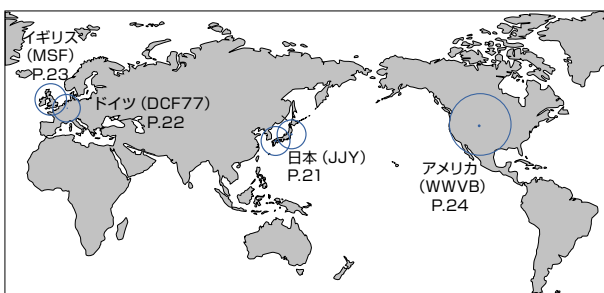 イギリス
(MSF)
P.23
ドイツ（DCF77）
P.22
日本（JJY）
P.21
アメリカ
(WWVB)
P.24